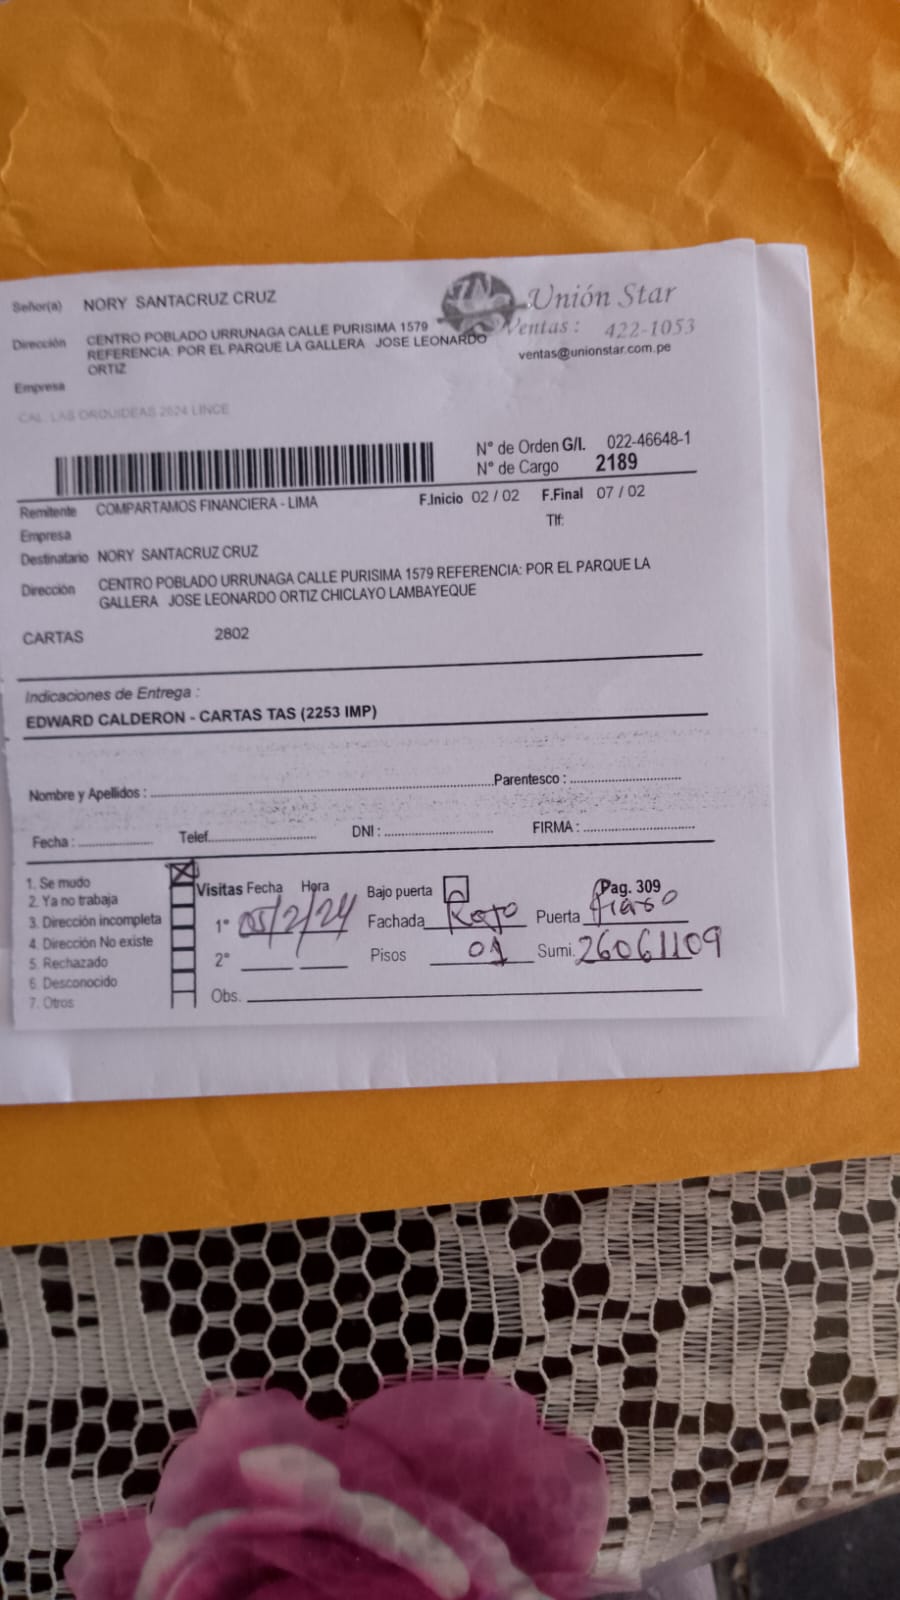 Señor(a) NORY SANTACRUZ CRUZ
Unión Star
Ventas : 422-1053
ventas@unionstar.com.pe
Dirección CENTRO POBLADO URRUNAGA CALLE PURISIMA 1579
REFERENCIA: POR EL PARQUE LA GALLERA JOSE LEONARDO
ORTIZ
Empresa
CAL. LAS ORQUIDEAS 2624 LINCE
N° de Orden G/I. 022-46648-1
N° de Cargo 2189
Remitente COMPARTAMOS FINANCIERA - LIMA F.Inicio 02 / 02 F.Final 07 / 02
Empresa Tlf:
Destinatario NORY SANTACRUZ CRUZ
Dirección CENTRO POBLADO URRUNAGA CALLE PURISIMA 1579 REFERENCIA: POR EL PARQUE LA
GALLERA JOSE LEONARDO ORTIZ CHICLAYO LAMBAYEQUE
CARTAS 2802
Indicaciones de Entrega :
EDWARD CALDERON - CARTAS TAS (2253 IMP)
Nombre y Apellidos : Parentesco :
Fecha : Telef. DNI : FIRMA :
1. Se mudo
2. Ya no trabaja
3. Dirección incompleta
4. Dirección No existe
5. Rechazado
6. Desconocido
7. Otros
Visitas Fecha Hora Bajo puerta Pag. 309
1° 05/2/24 Fachada Rojo Puerta fierro
2° Pisos 01 Sumi. 26061109
Obs.